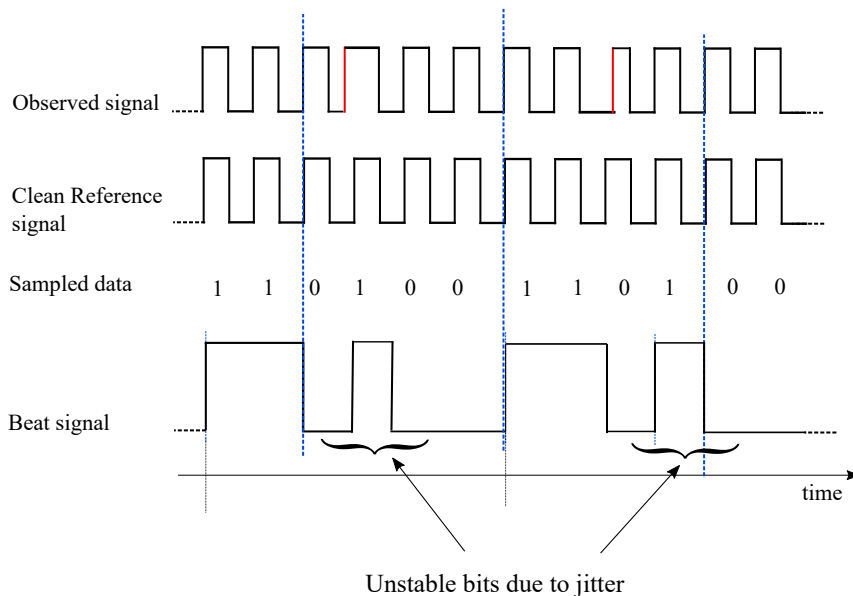 Observed signal
Clean Reference
signal
Sampled data
1 1 0 1 0 0 1 1 0 1 0 0
Beat signal
time
Unstable bits due to jitter